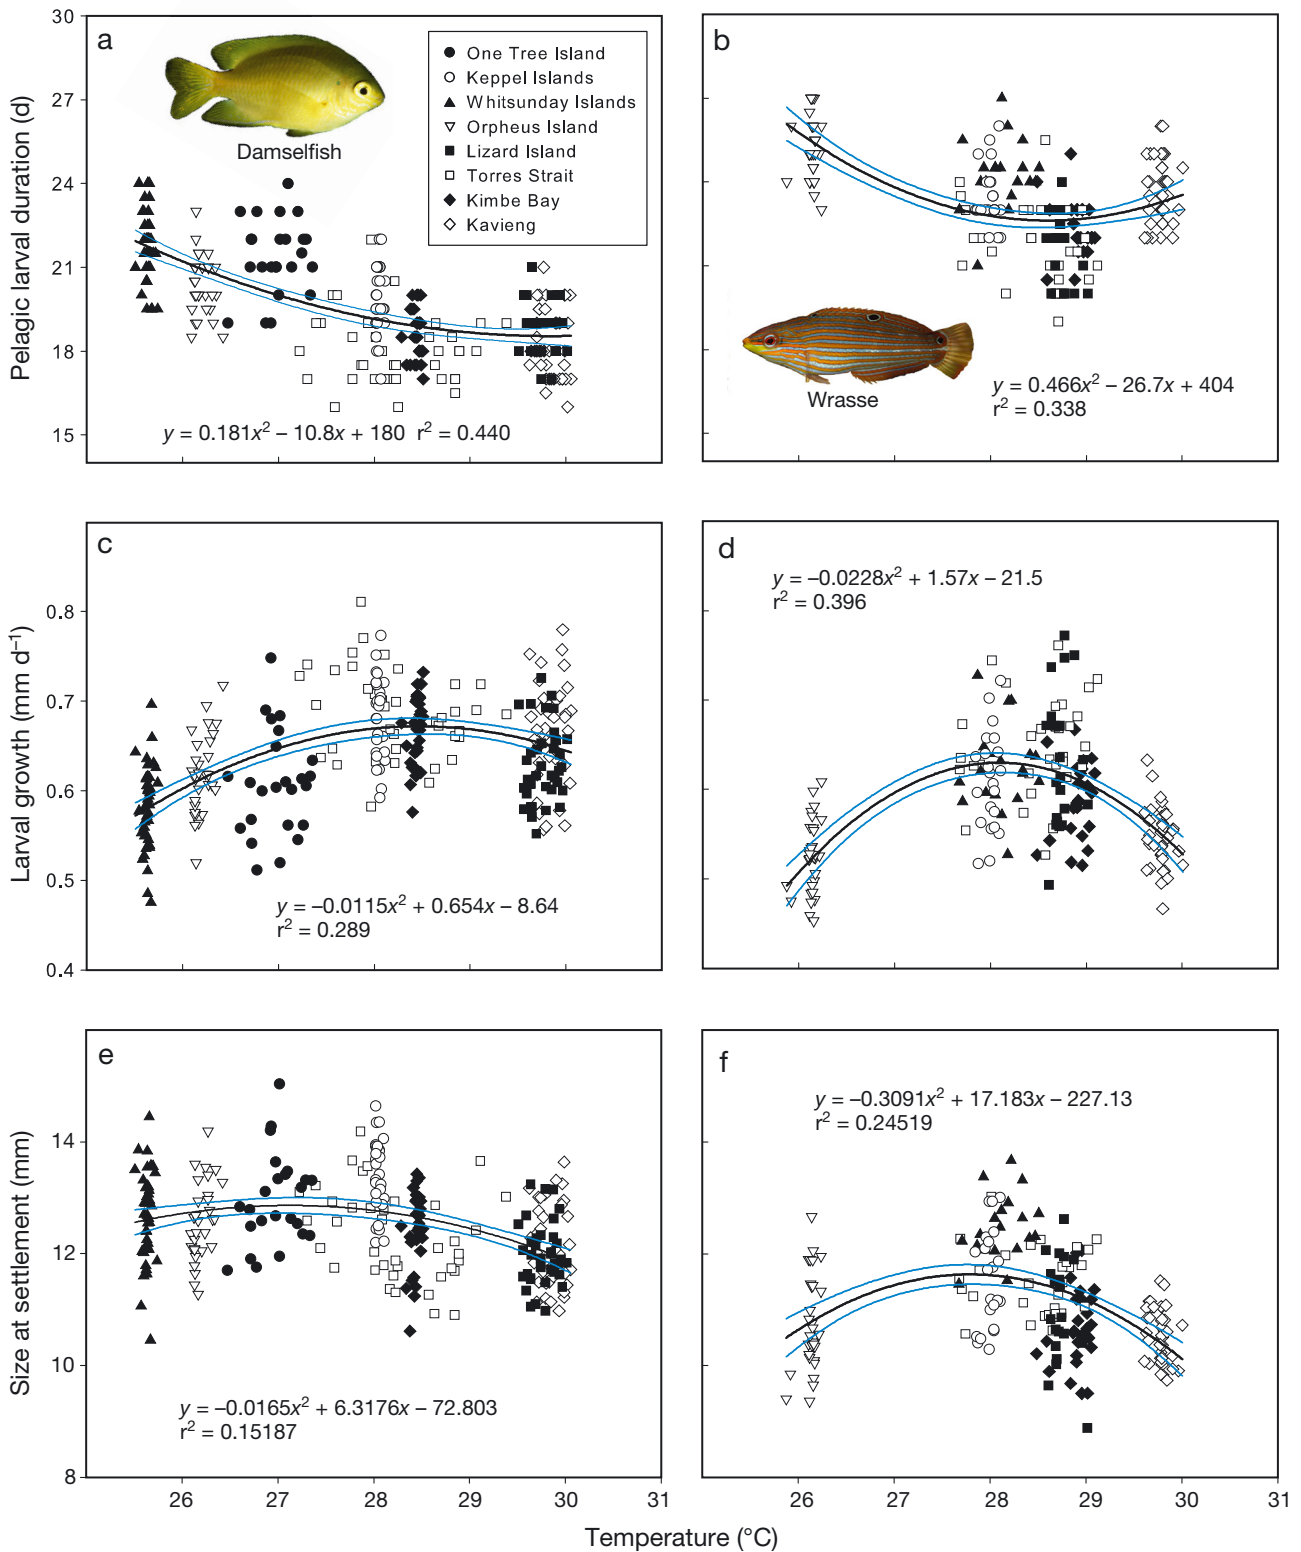 a
Damselfish
One Tree Island
Keppel Islands
Whitsunday Islands
Orpheus Island
Lizard Island
Torres Strait
Kimbe Bay
Kavieng
30
27
24
21
18
15
Pelagic larval duration (d)
y = 0.181x² – 10.8x + 180 r² = 0.440
b
Wrasse
y = 0.466x² – 26.7x + 404
r² = 0.338
c
0.8
0.7
0.6
0.5
0.4
Larval growth (mm d⁻¹)
y = –0.0115x² + 0.654x – 8.64
r² = 0.289
d
y = –0.0228x² + 1.57x – 21.5
r² = 0.396
e
14
12
10
8
Size at settlement (mm)
y = –0.0165x² + 6.3176x – 72.803
r² = 0.15187
26 27 28 29 30 31
f
y = –0.3091x² + 17.183x – 227.13
r² = 0.24519
26 27 28 29 30 31
Temperature (°C)